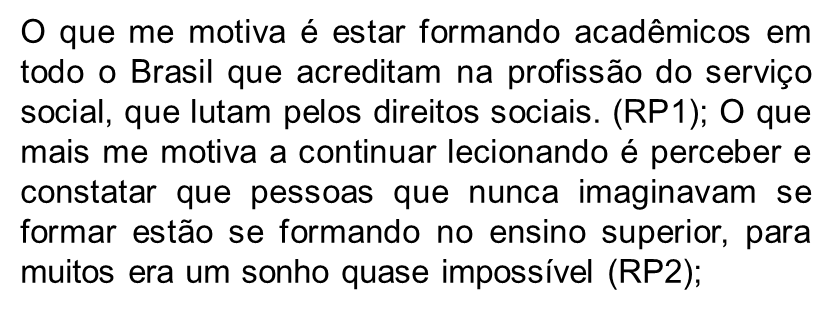 O que me motiva é estar formando acadêmicos em
todo o Brasil que acreditam na profissão do serviço
social, que lutam pelos direitos sociais. (RP1); O que
mais me motiva a continuar lecionando é perceber e
constatar que pessoas que nunca imaginavam se
formar estão se formando no ensino superior, para
muitos era um sonho quase impossível (RP2);